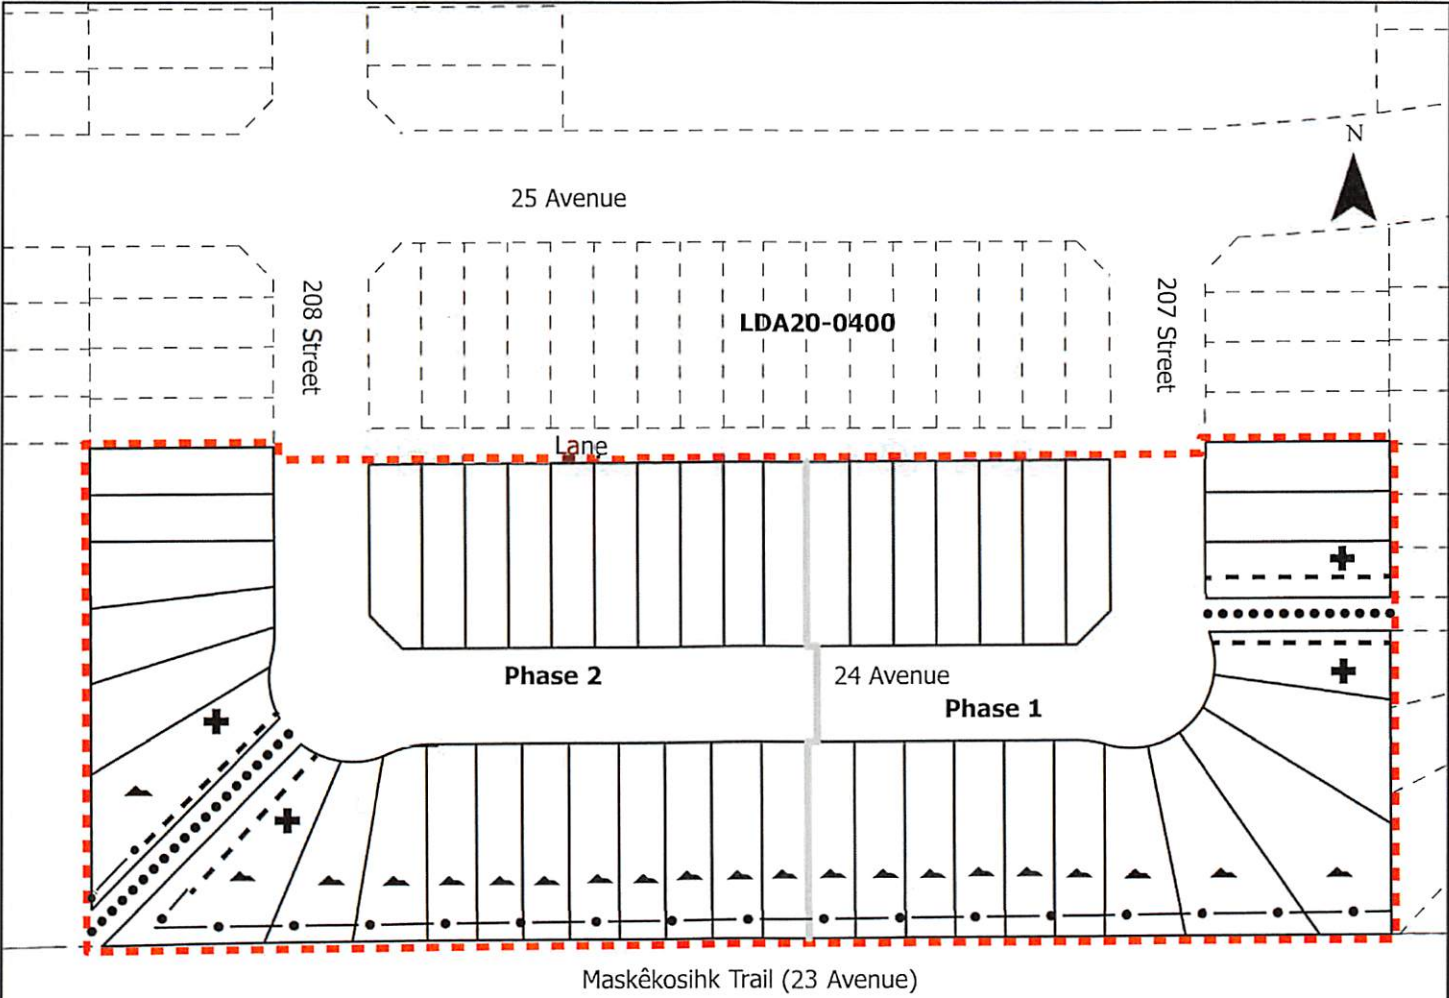 N
25 Avenue
208 Street
LDA20-0400
207 Street
Lane
Phase 2
24 Avenue
Phase 1
Maskêkosihk Trail (23 Avenue)